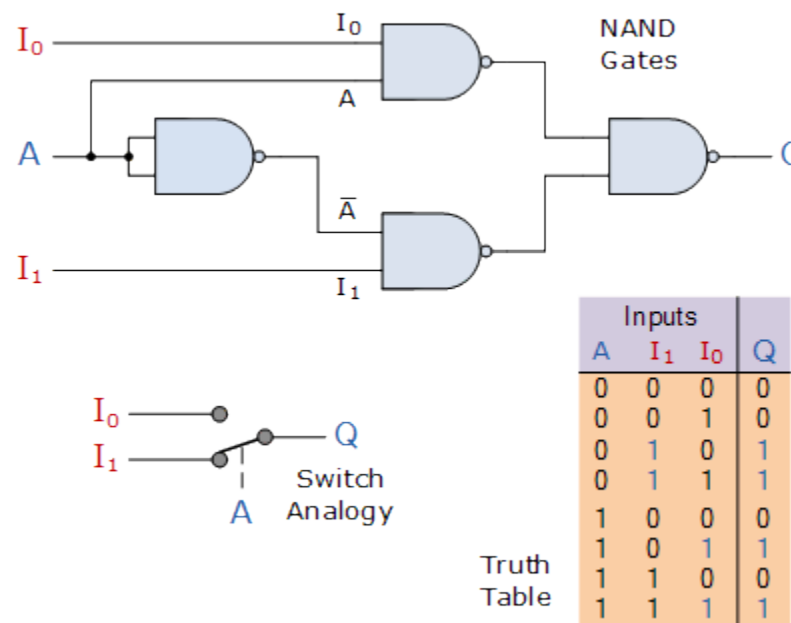 I₀
I₀
NAND
Gates
A
A
A̅
I₁
I₁
Inputs
A I₁ I₀ Q
0 0 0 0
0 0 1 0
0 1 0 1
0 1 1 1
1 0 0 0
1 0 1 1
1 1 0 0
1 1 1 1
I₀
I₁
Q
A
Switch
Analogy
Truth
Table